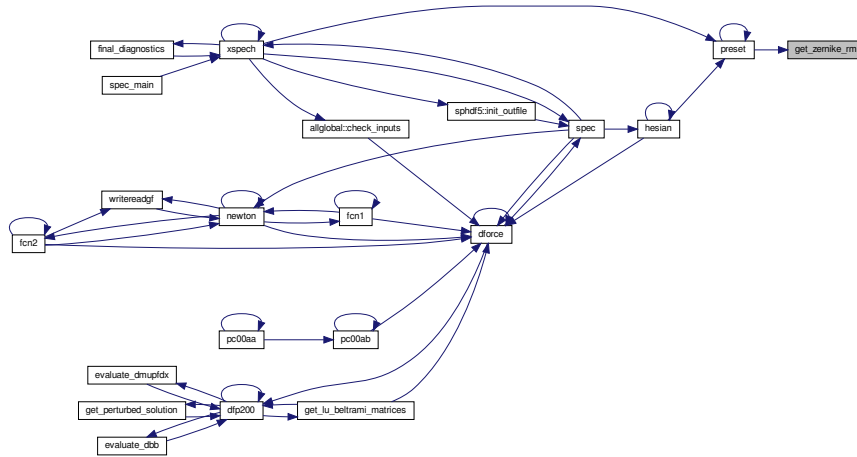 final_diagnostics
xspech
preset
get_zernike_rm
spec_main
sphdf5::init_outfile
allglobal::check_inputs
spec
hesian
writereadgf
newton
fcn1
fcn2
dforce
pc00aa
pc00ab
evaluate_dmupfdx
get_perturbed_solution
dfp200
get_lu_beltrami_matrices
evaluate_dbb